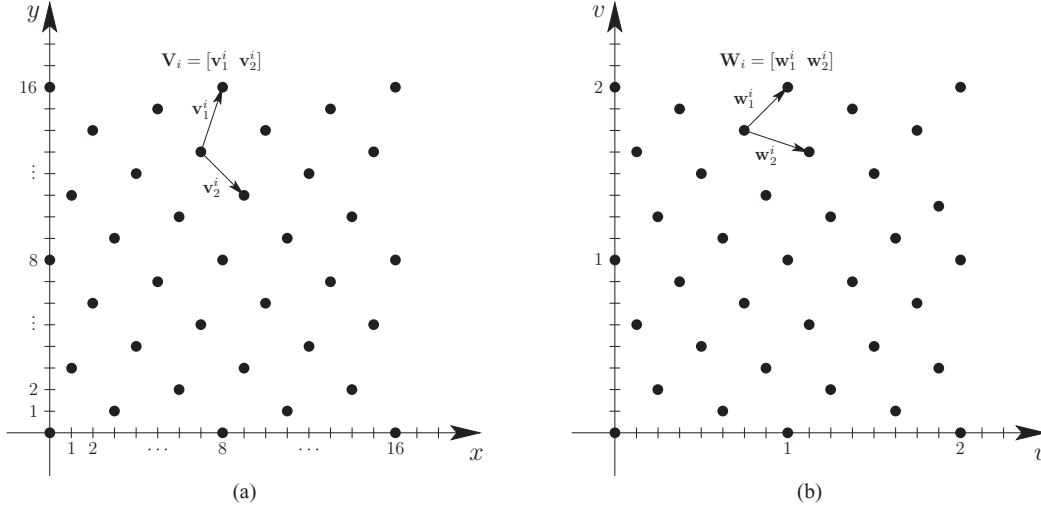 y
V_i = [v_1^i v_2^i]
16
v_1^i
⋮
v_2^i
8
⋮
2
1
1 2 ... 8 ... 16
x
(a)
v
W_i = [w_1^i w_2^i]
2
w_1^i
w_2^i
1
1 2
(b)